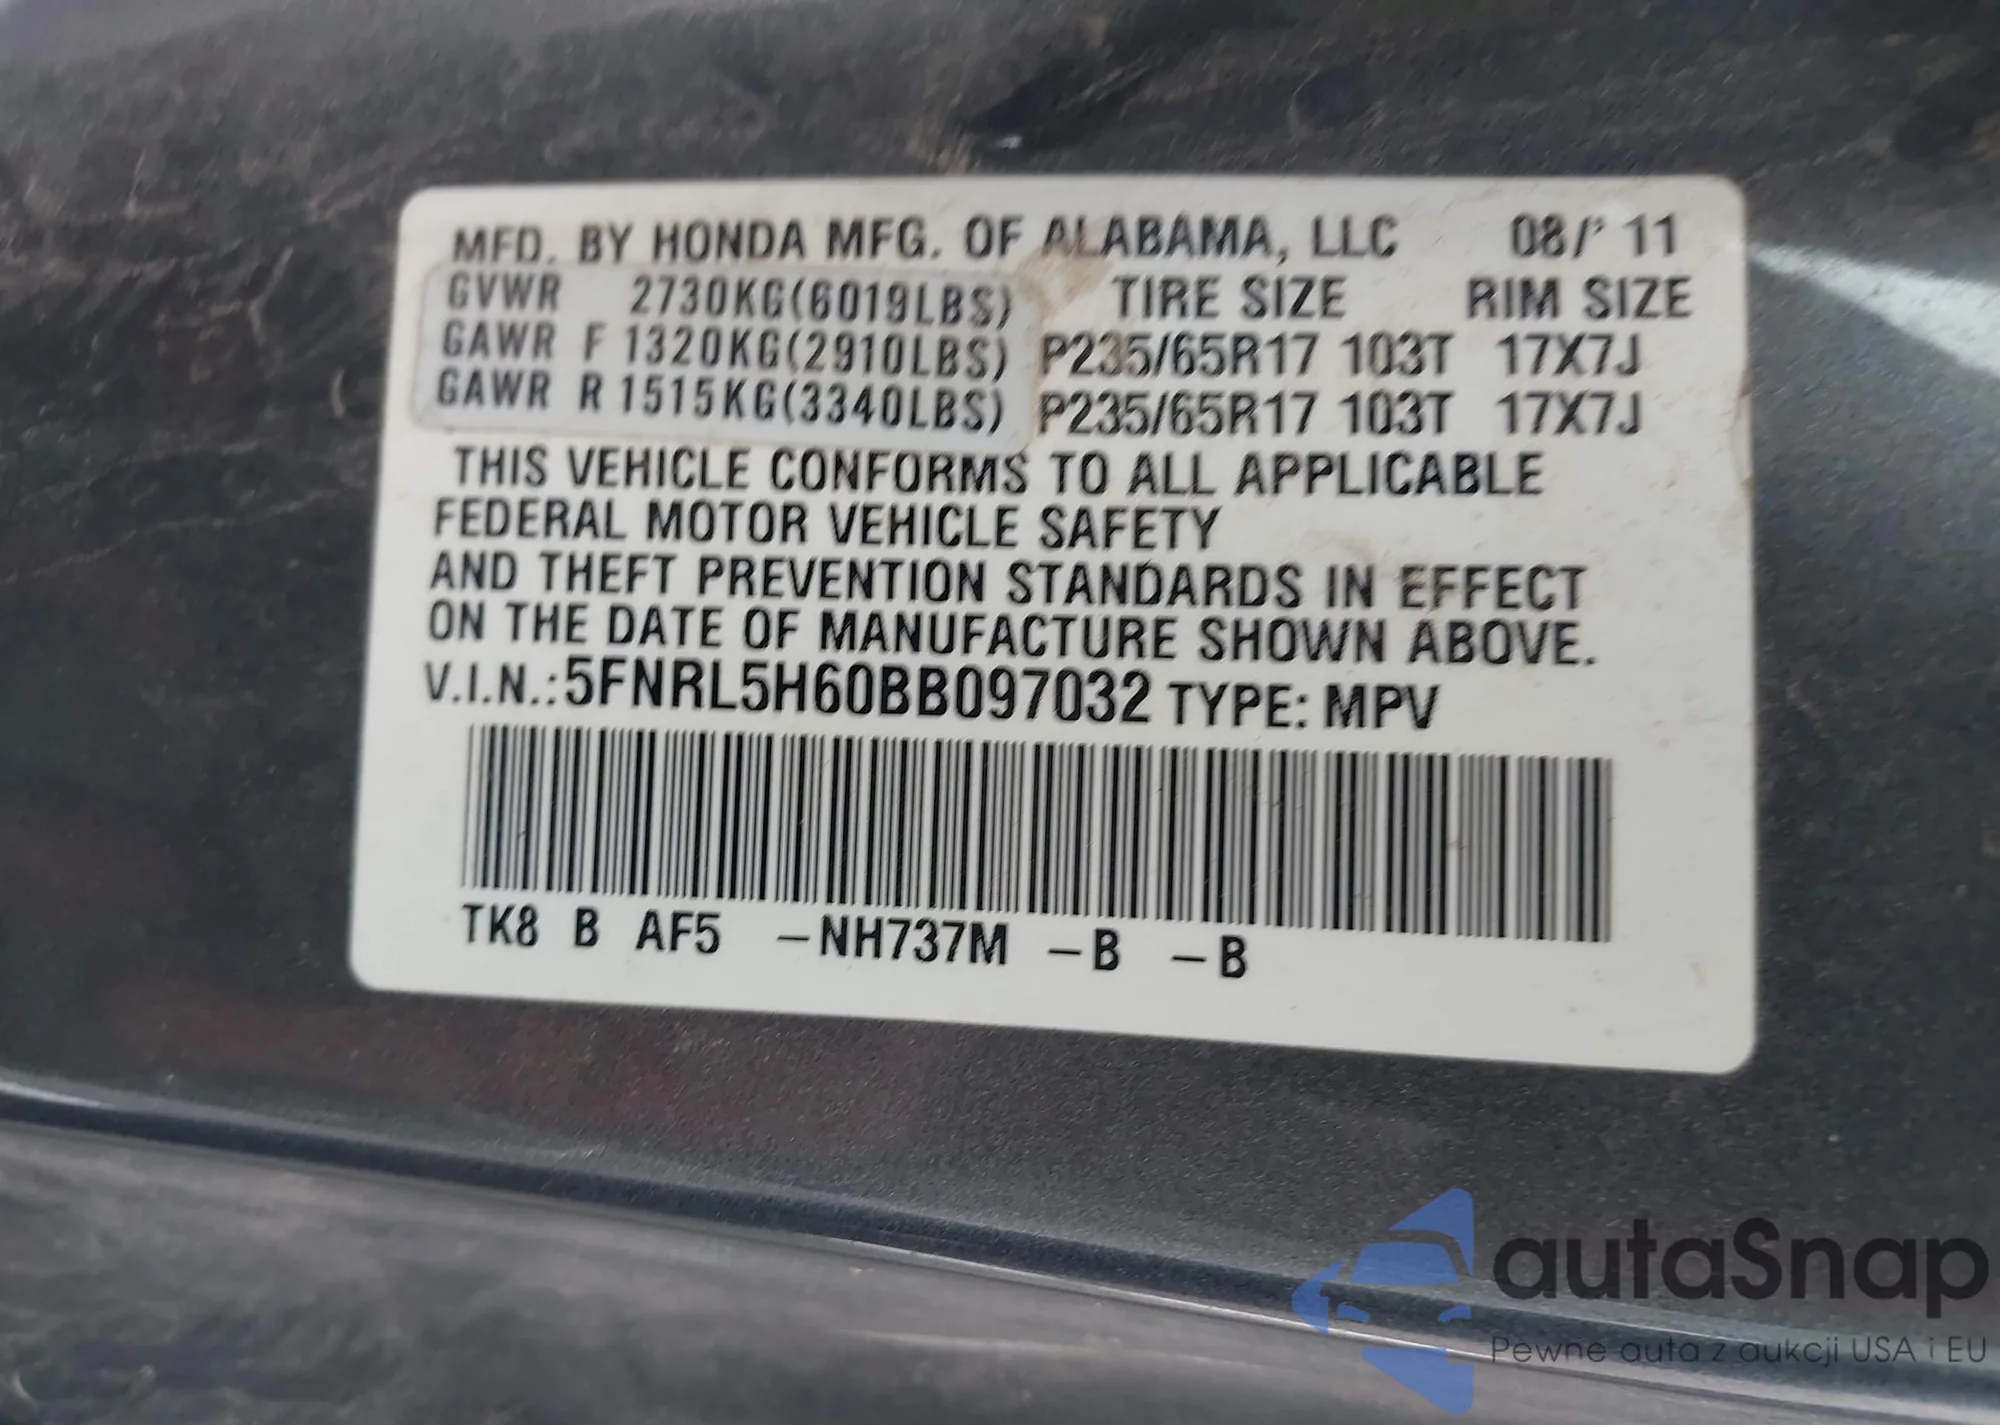 MFD. BY HONDA MFG. OF ALABAMA, LLC 08/' 11
GVWR 2730KG(6019LBS) TIRE SIZE RIM SIZE
GAWR F 1320KG(2910LBS) P235/65R17 103T 17X7J
GAWR R 1515KG(3340LBS) P235/65R17 103T 17X7J
THIS VEHICLE CONFORMS TO ALL APPLICABLE
FEDERAL MOTOR VEHICLE SAFETY
AND THEFT PREVENTION STANDARDS IN EFFECT
ON THE DATE OF MANUFACTURE SHOWN ABOVE.
V.I.N.:5FNRL5H60BB097032 TYPE: MPV
TK8 B AF5 -NH737M -B -B
autaSnap
Pewne auta z aukcji USA i EU